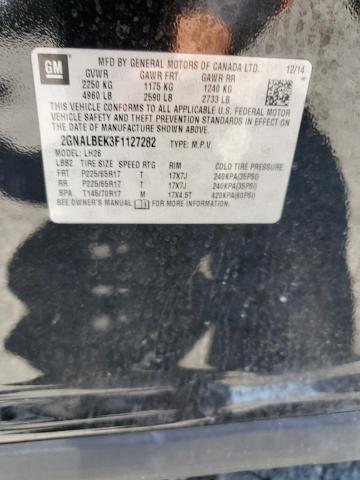 GM
MFD BY GENERAL MOTORS OF CANADA LTD. 12/14
GVWR GAWR FRT GAWR RR
2250 KG 1175 KG 1240 KG
4960 LB 2590 LB 2733 LB
THIS VEHICLE CONFORMS TO ALL APPLICABLE U.S. FEDERAL MOTOR
VEHICLE SAFETY, BUMPER, AND THEFT PREVENTION STANDARDS
IN EFFECT ON THE DATE OF MANUFACTURE SHOWN ABOVE.
2GNALBEK3F1127282 TYPE: M.P.V.
MODEL: LH26
LBB2 TIRE SIZE SPEED RTG RIM COLD TIRE PRESSURE
FRT P225/65R17 T 17X7J 240KPA(35PSI)
RR P225/65R17 T 17X7J 240KPA(35PSI)
SPA T145/70R17 M 17X4.5T 420KPA(60PSI)
SEE OWNER'S MANUAL FOR MORE INFORMATION.